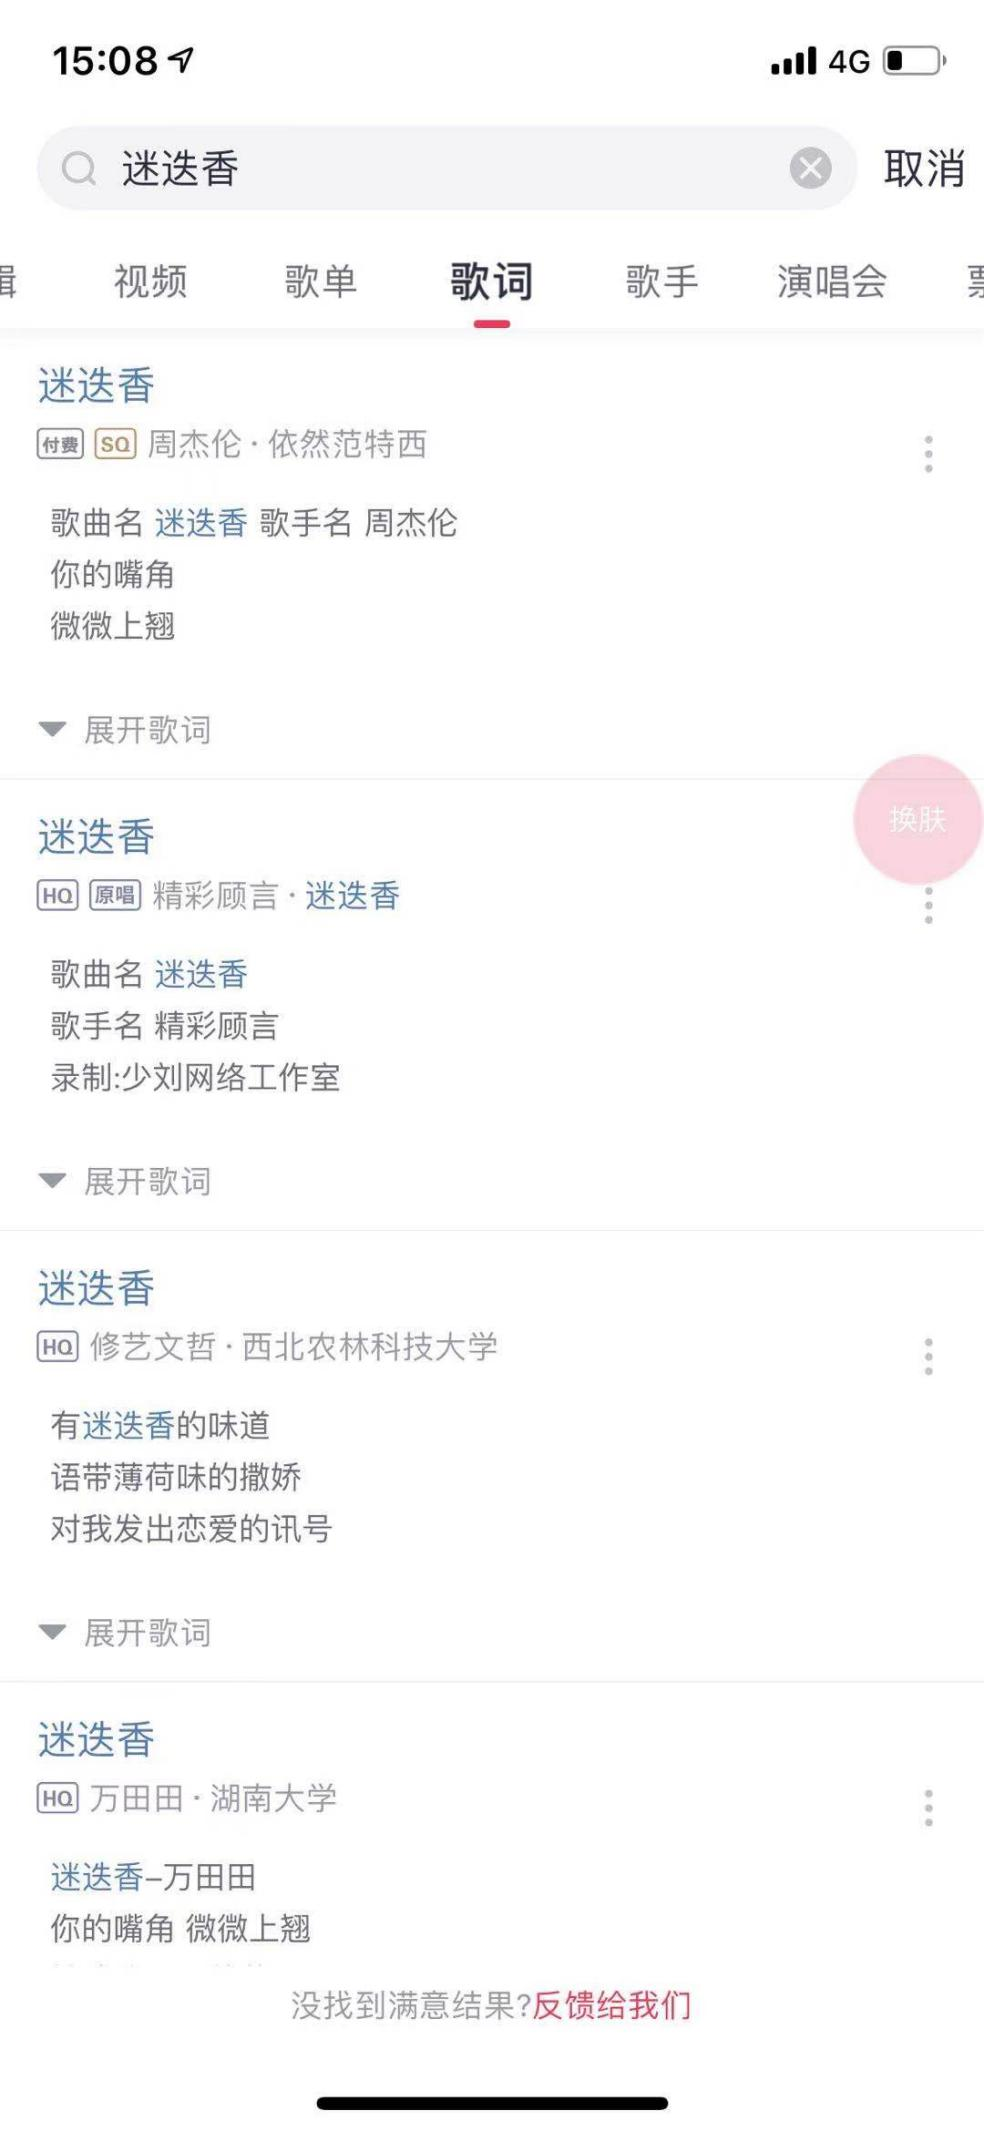 15:08 4G
迷迭香 取消
视频 歌单 歌词 歌手 演唱会
迷迭香
付费 SQ 周杰伦·依然范特西
歌曲名 迷迭香 歌手名 周杰伦
你的嘴角
微微上翘
展开歌词
换肤
迷迭香
HQ 原唱 精彩顾言·迷迭香
歌曲名 迷迭香
歌手名 精彩顾言
录制:少刘网络工作室
展开歌词
迷迭香
HQ 修艺文哲·西北农林科技大学
有迷迭香的味道
语带薄荷味的撒娇
对我发出恋爱的讯号
展开歌词
迷迭香
HQ 万田田·湖南大学
迷迭香–万田田
你的嘴角 微微上翘
没找到满意结果?反馈给我们